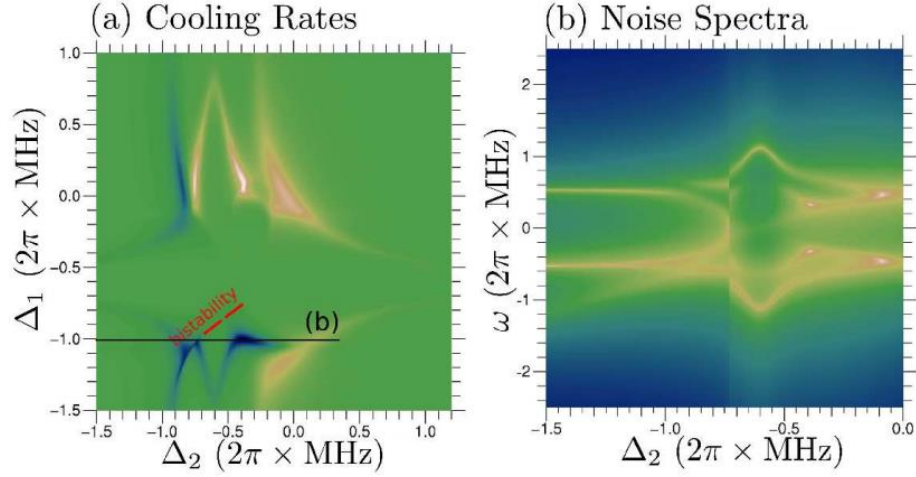 (a) Cooling Rates
(b) Noise Spectra
Δ₁ (2π × MHz)
1.0
0.5
0.0
−0.5
−1.0
−1.5
bistability
(b)
−1.5
−1.0
−0.5
0.0
0.5
1.0
Δ₂ (2π × MHz)
ω (2π × MHz)
2
1
0
−1
−2
−1.5
−1.0
−0.5
0.0
Δ₂ (2π × MHz)